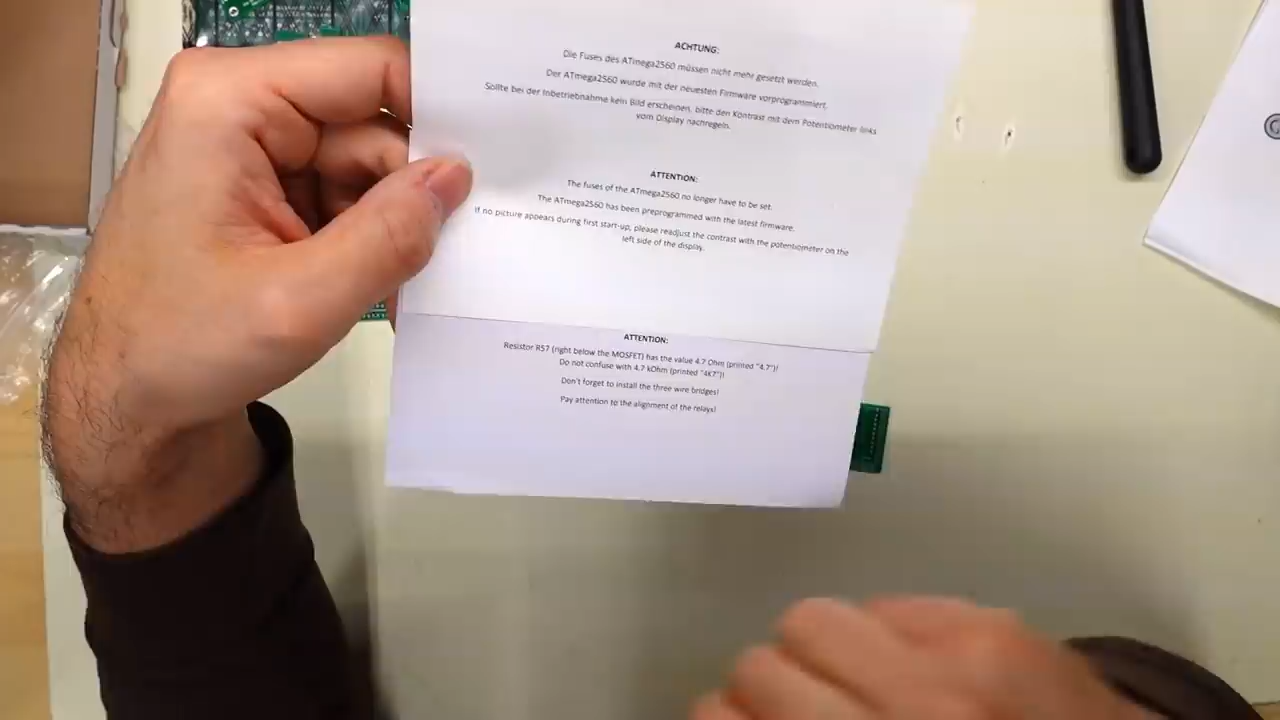 ACHTUNG:
Die Fuses des ATmega2560 müssen nicht mehr gesetzt werden.
Der ATmega2560 wurde mit der neuesten Firmware vorprogrammiert.
Sollte bei der Inbetriebnahme kein Bild erscheinen, bitte den Kontrast mit dem Potentiometer links
vom Display nachregeln.
ATTENTION:
The fuses of the ATmega2560 no longer have to be set.
The ATmega2560 has been preprogrammed with the latest firmware.
If no picture appears during first start-up, please readjust the contrast with the potentiometer on the
left side of the display.
ATTENTION:
Resistor R57 (right below the MOSFET) has the value 4.7 Ohm (printed "4.7")!
Do not confuse with 4.7 kOhm (printed "4K7")!
Don't forget to install the three wire bridges!
Pay attention to the alignment of the relays!